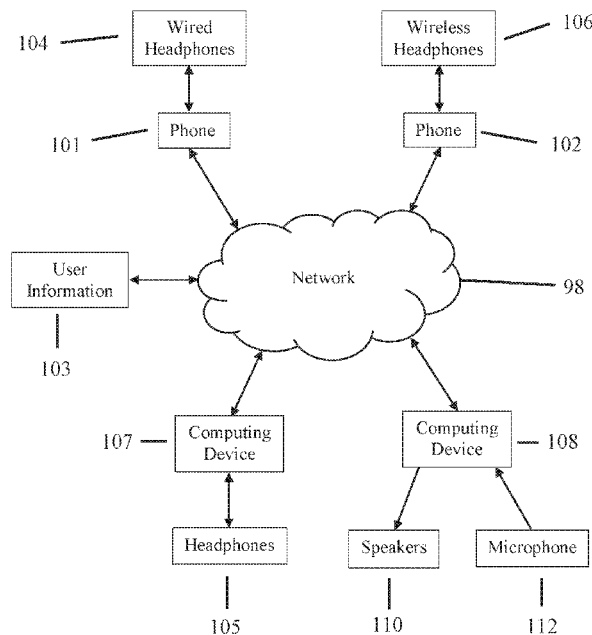 104
Wired
Headphones
Wireless
Headphones
106
101
Phone
Phone
102
User
Information
Network
98
103
107
Computing
Device
Computing
Device
108
Headphones
Speakers
Microphone
105
110
112